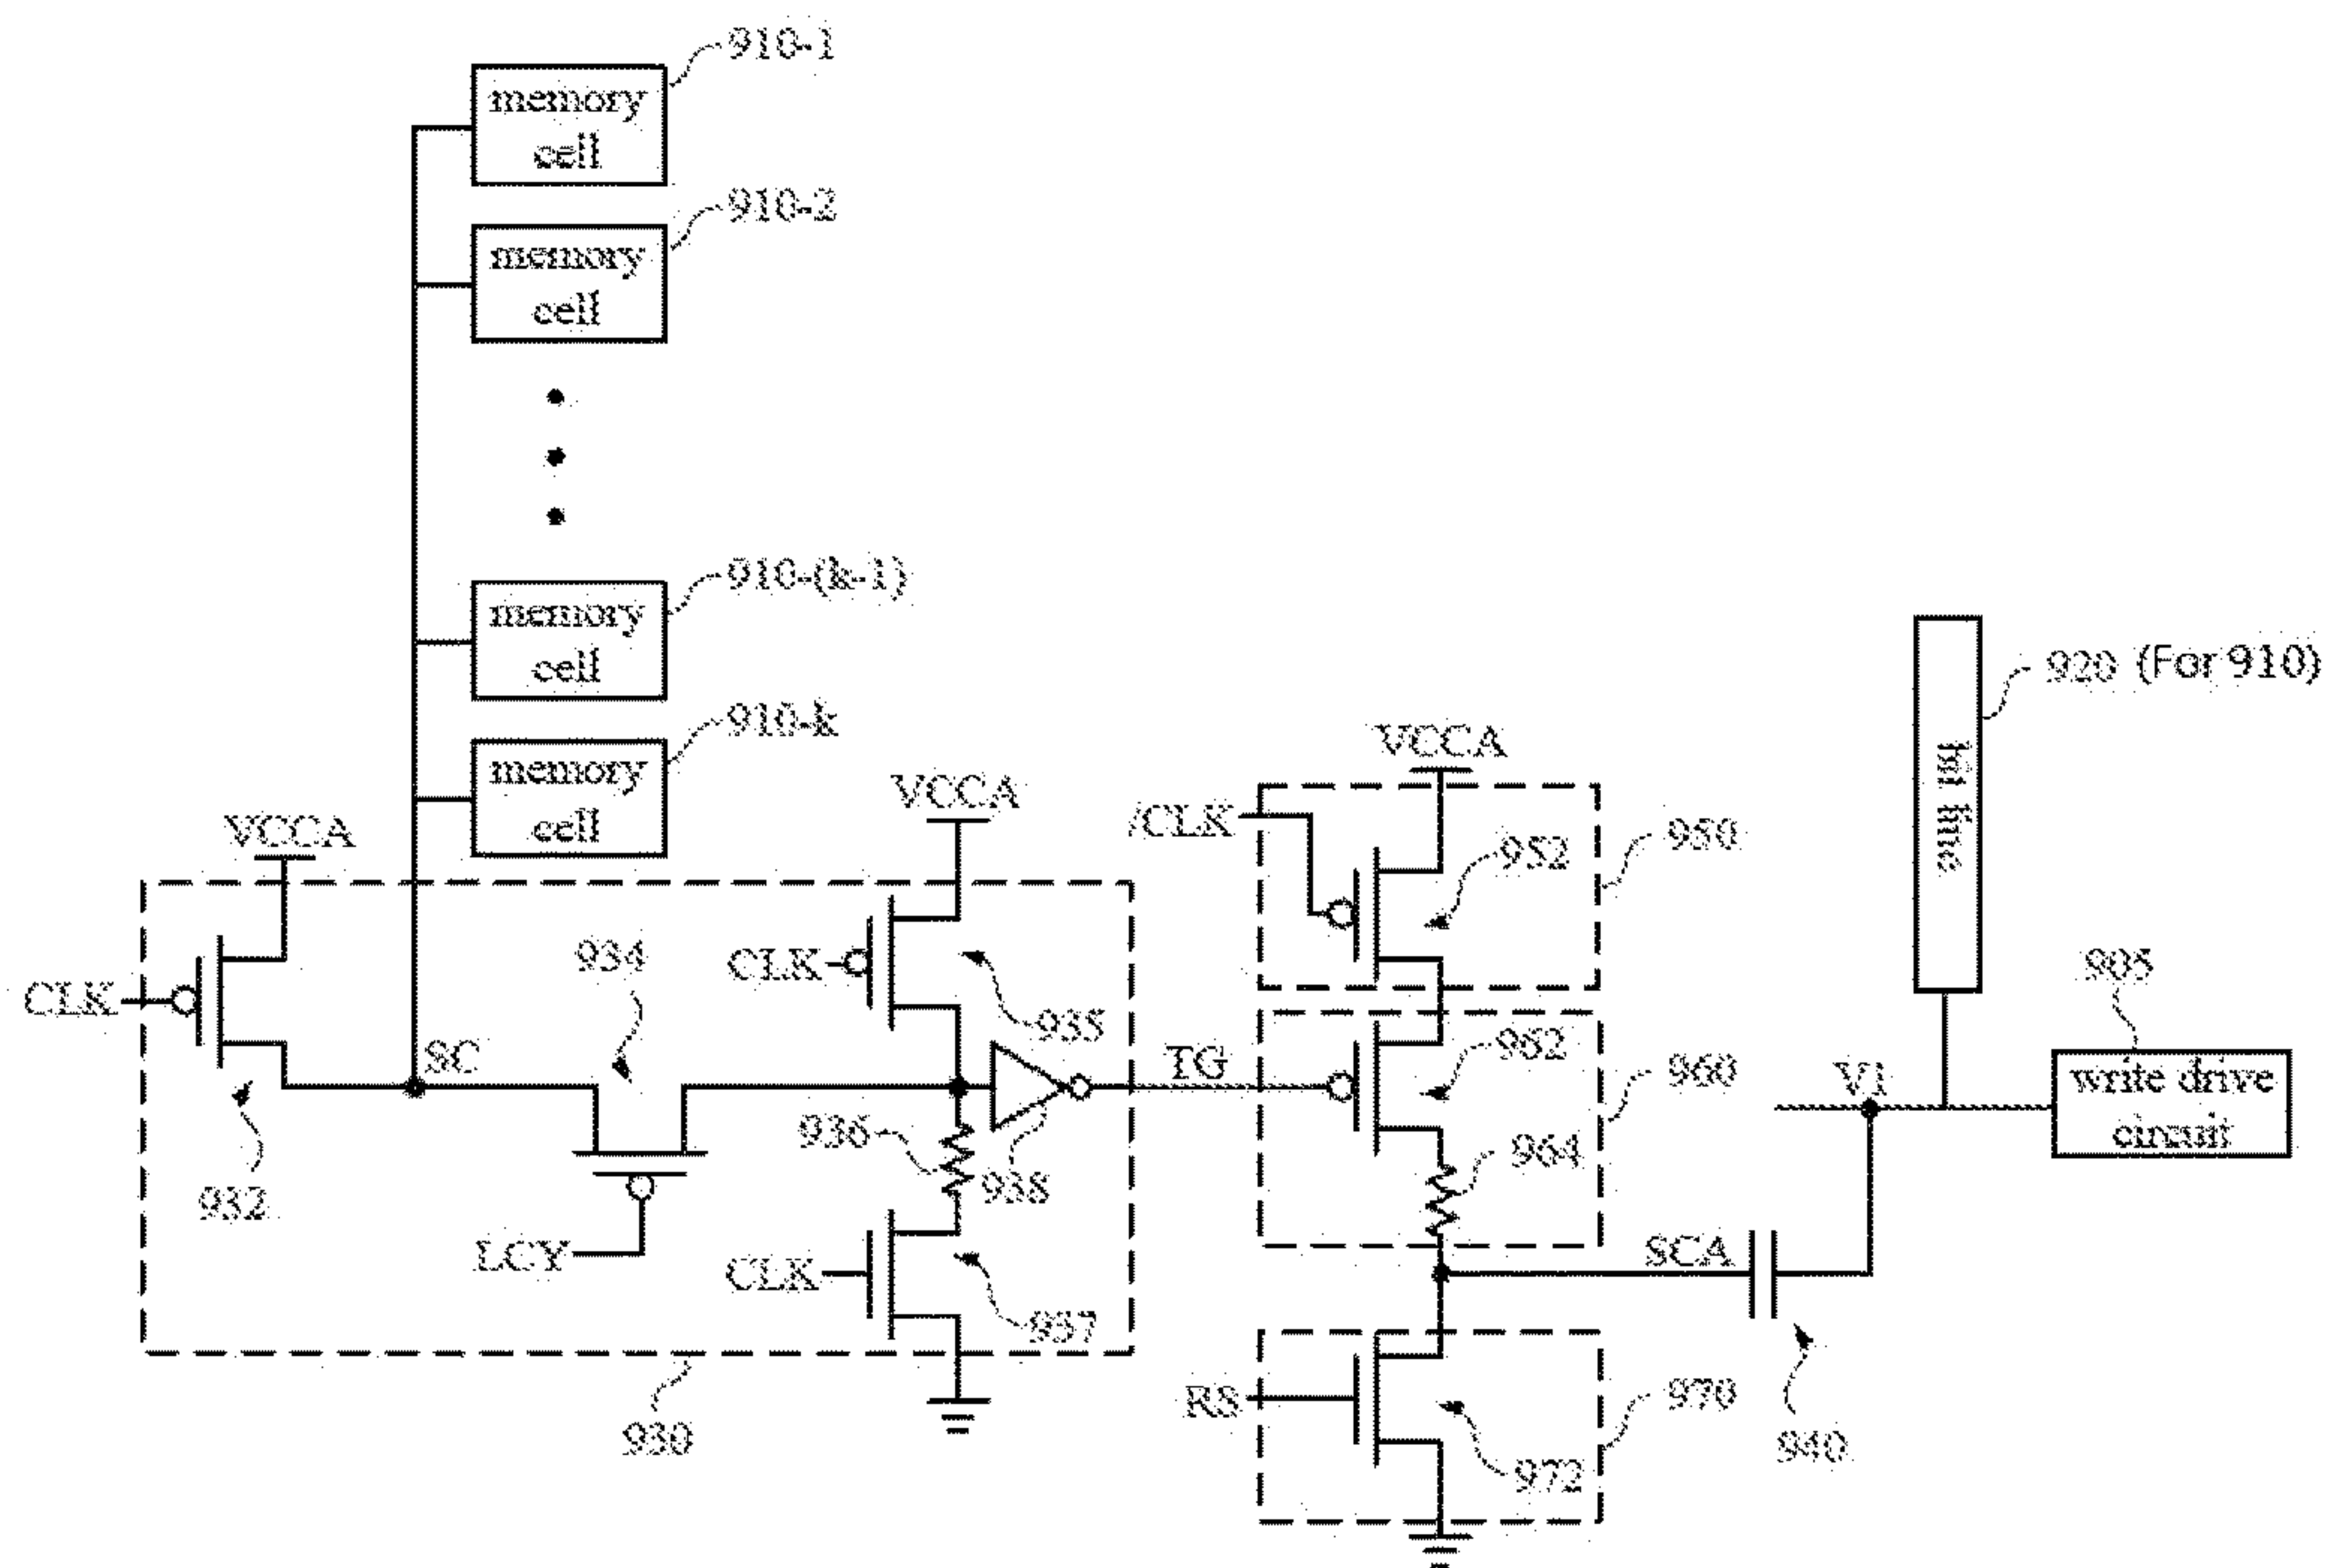 910-1
memory
cell
910-2
memory
cell
910-(k-1)
memory
cell
910-k
memory
cell
920 (For 910)
bit line
VCCA
VCCA
VCCA
/CLK
952
950
CLK
934
CLK
935
905
SC
TG
962
960
V1
write drive
circuit
936
938
964
932
LCY
CLK
937
SCA
930
RS
970
972
940